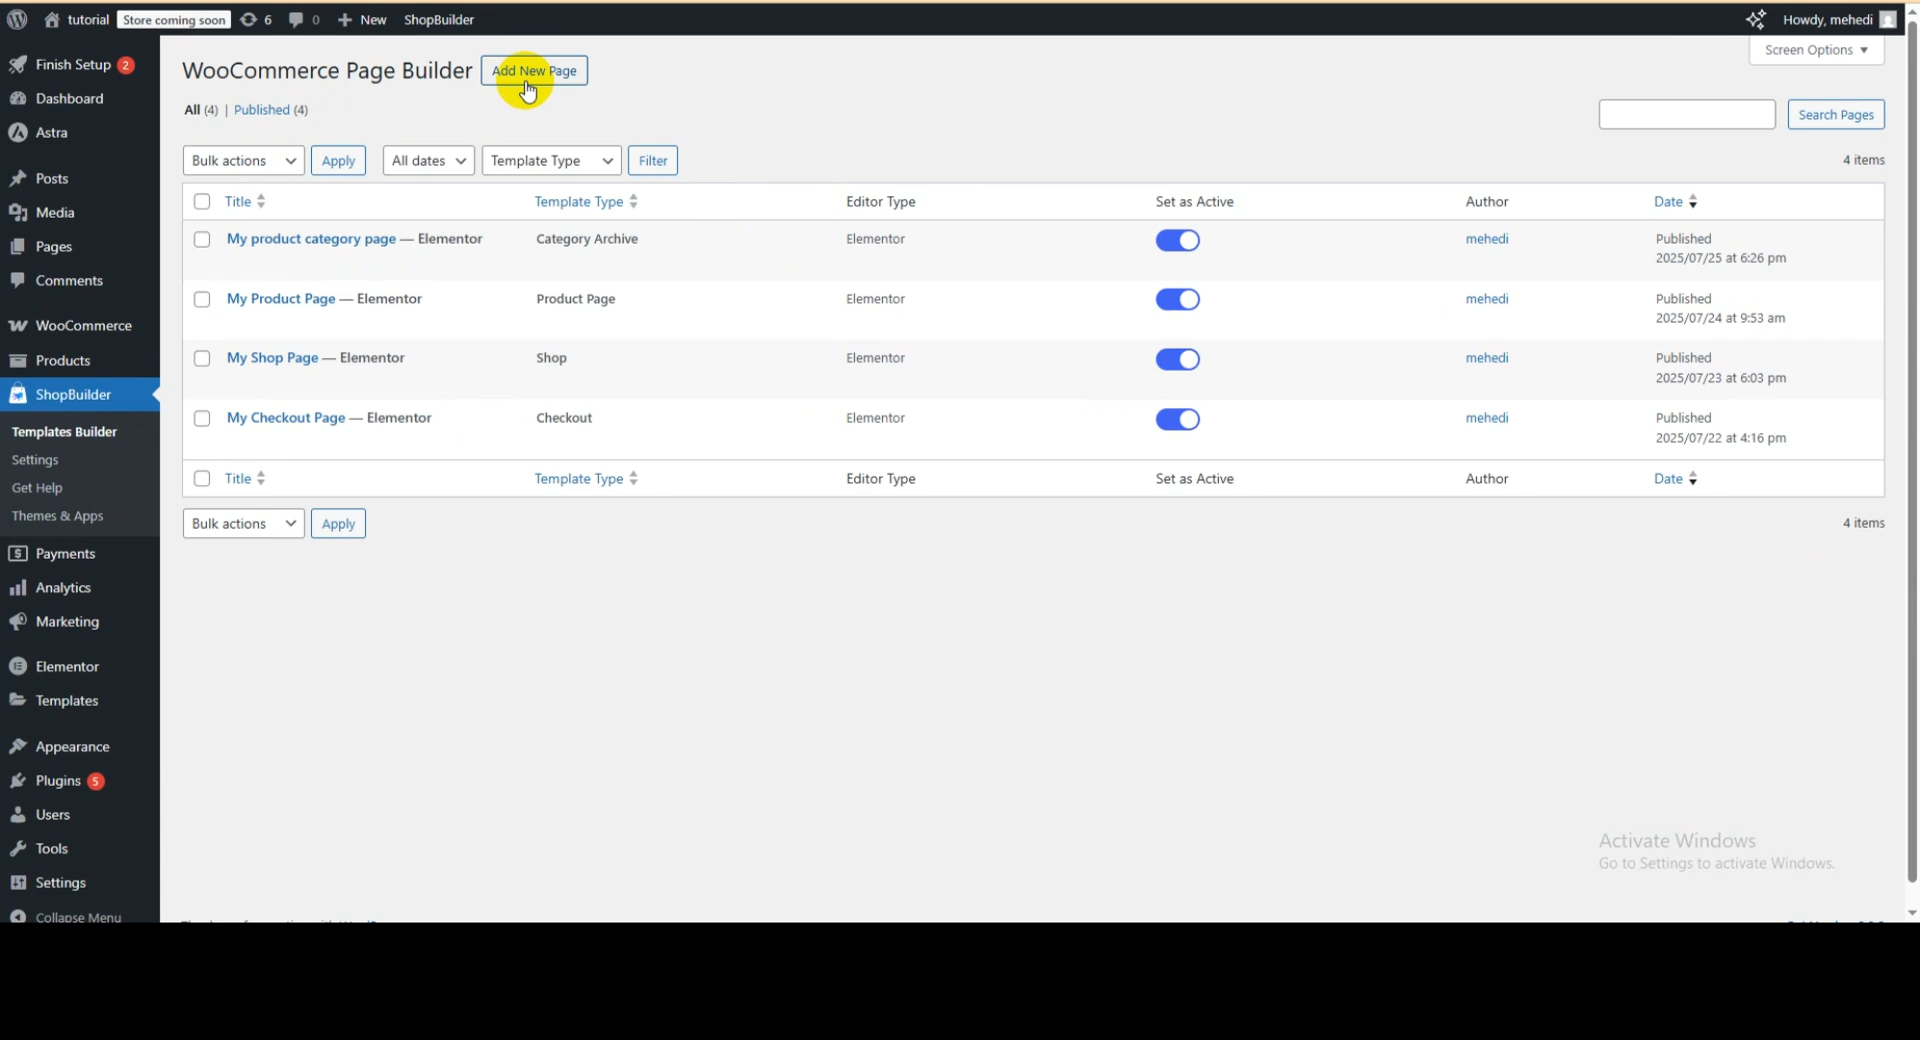 tutorial Store coming soon 6 0 New ShopBuilder Howdy, mehedi
Screen Options
Finish Setup 2
Dashboard
Astra
Posts
Media
Pages
Comments
WooCommerce
Products
ShopBuilder
Templates Builder
Settings
Get Help
Themes & Apps
Payments
Analytics
Marketing
Elementor
Templates
Appearance
Plugins 5
Users
Tools
Settings
Collapse Menu
WooCommerce Page Builder Add New Page
All (4) | Published (4)
Search Pages
Bulk actions Apply All dates Template Type Filter 4 items
Title Template Type Editor Type Set as Active Author Date
My product category page — Elementor Category Archive Elementor mehedi Published
2025/07/25 at 6:26 pm
My Product Page — Elementor Product Page Elementor mehedi Published
2025/07/24 at 9:53 am
My Shop Page — Elementor Shop Elementor mehedi Published
2025/07/23 at 6:03 pm
My Checkout Page — Elementor Checkout Elementor mehedi Published
2025/07/22 at 4:16 pm
Title Template Type Editor Type Set as Active Author Date
Bulk actions Apply 4 items
Activate Windows
Go to Settings to activate Windows.